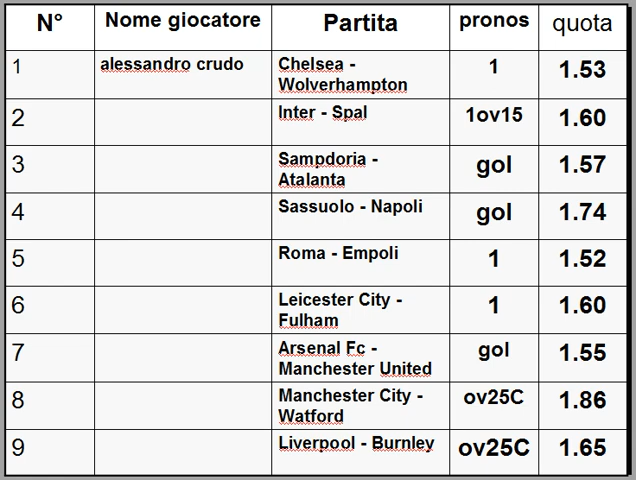 N° Nome giocatore Partita pronos quota
1 alessandro crudo Chelsea - 1 1.53
Wolverhampton
2 Inter - Spal 1ov15 1.60
3 Sampdoria - gol 1.57
Atalanta
4 Sassuolo - Napoli gol 1.74
5 Roma - Empoli 1 1.52
6 Leicester City - 1 1.60
Fulham
7 Arsenal Fc - gol 1.55
Manchester United
8 Manchester City - ov25C 1.86
Watford
9 Liverpool - Burnley ov25C 1.65